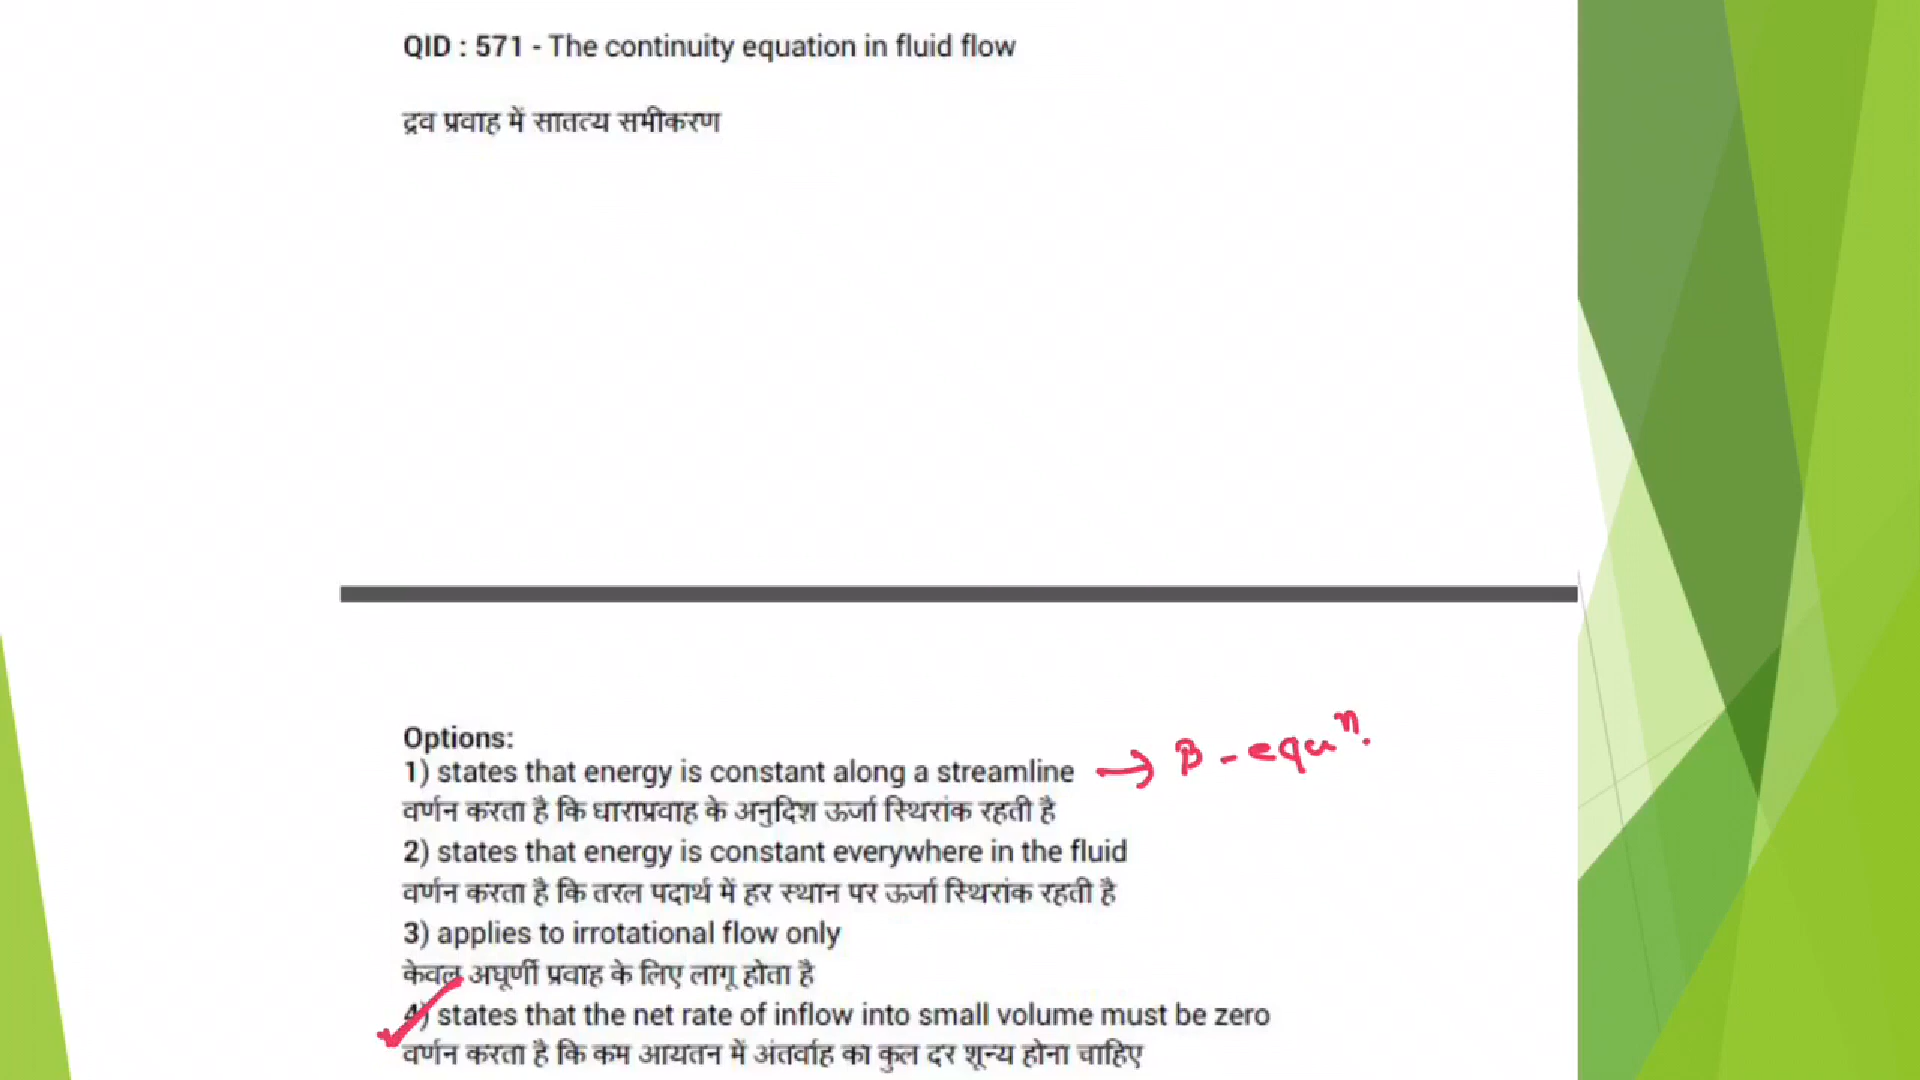 QID : 571 - The continuity equation in fluid flow
द्रव प्रवाह में सातत्य समीकरण
Options:
1) states that energy is constant along a streamline → B - equⁿ.
वर्णन करता है कि धाराप्रवाह के अनुदिश ऊर्जा स्थिरांक रहती है
2) states that energy is constant everywhere in the fluid
वर्णन करता है कि तरल पदार्थ में हर स्थान पर ऊर्जा स्थिरांक रहती है
3) applies to irrotational flow only
केवल अघूर्णी प्रवाह के लिए लागू होता है
4) states that the net rate of inflow into small volume must be zero
वर्णन करता है कि कम आयतन में अंतर्वाह का कुल दर शून्य होना चाहिए